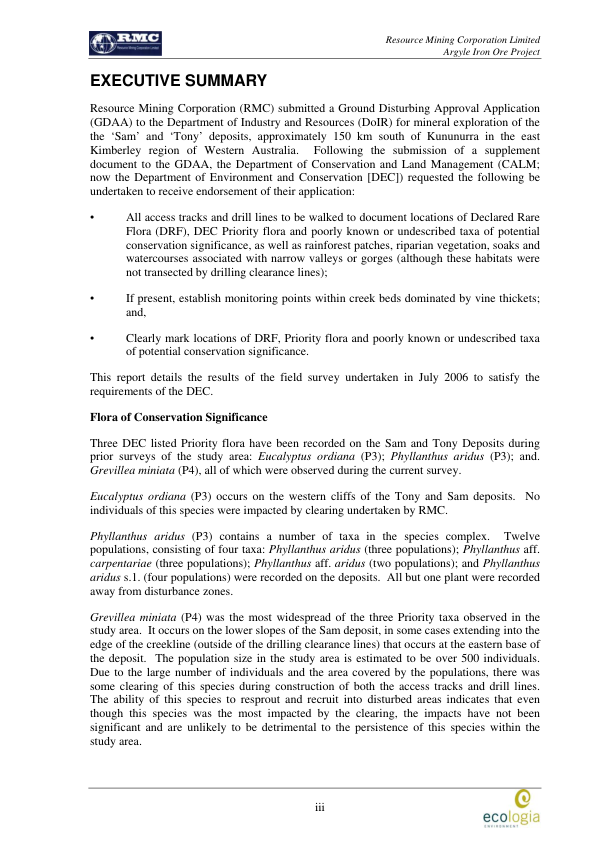 RMC
Resource Mining Corporation Limited
Resource Mining Corporation Limited
Argyle Iron Ore Project
EXECUTIVE SUMMARY
Resource Mining Corporation (RMC) submitted a Ground Disturbing Approval Application
(GDAA) to the Department of Industry and Resources (DoIR) for mineral exploration of the
the ‘Sam’ and ‘Tony’ deposits, approximately 150 km south of Kununurra in the east
Kimberley region of Western Australia. Following the submission of a supplement
document to the GDAA, the Department of Conservation and Land Management (CALM;
now the Department of Environment and Conservation [DEC]) requested the following be
undertaken to receive endorsement of their application:
• All access tracks and drill lines to be walked to document locations of Declared Rare
Flora (DRF), DEC Priority flora and poorly known or undescribed taxa of potential
conservation significance, as well as rainforest patches, riparian vegetation, soaks and
watercourses associated with narrow valleys or gorges (although these habitats were
not transected by drilling clearance lines);
• If present, establish monitoring points within creek beds dominated by vine thickets;
and,
• Clearly mark locations of DRF, Priority flora and poorly known or undescribed taxa
of potential conservation significance.
This report details the results of the field survey undertaken in July 2006 to satisfy the
requirements of the DEC.
Flora of Conservation Significance
Three DEC listed Priority flora have been recorded on the Sam and Tony Deposits during
prior surveys of the study area: Eucalyptus ordiana (P3); Phyllanthus aridus (P3); and.
Grevillea miniata (P4), all of which were observed during the current survey.
Eucalyptus ordiana (P3) occurs on the western cliffs of the Tony and Sam deposits. No
individuals of this species were impacted by clearing undertaken by RMC.
Phyllanthus aridus (P3) contains a number of taxa in the species complex. Twelve
populations, consisting of four taxa: Phyllanthus aridus (three populations); Phyllanthus aff.
carpentariae (three populations); Phyllanthus aff. aridus (two populations); and Phyllanthus
aridus s.1. (four populations) were recorded on the deposits. All but one plant were recorded
away from disturbance zones.
Grevillea miniata (P4) was the most widespread of the three Priority taxa observed in the
study area. It occurs on the lower slopes of the Sam deposit, in some cases extending into the
edge of the creekline (outside of the drilling clearance lines) that occurs at the eastern base of
the deposit. The population size in the study area is estimated to be over 500 individuals.
Due to the large number of individuals and the area covered by the populations, there was
some clearing of this species during construction of both the access tracks and drill lines.
The ability of this species to resprout and recruit into disturbed areas indicates that even
though this species was the most impacted by the clearing, the impacts have not been
significant and are unlikely to be detrimental to the persistence of this species within the
study area.
iii
ecologia
ENVIRONMENT